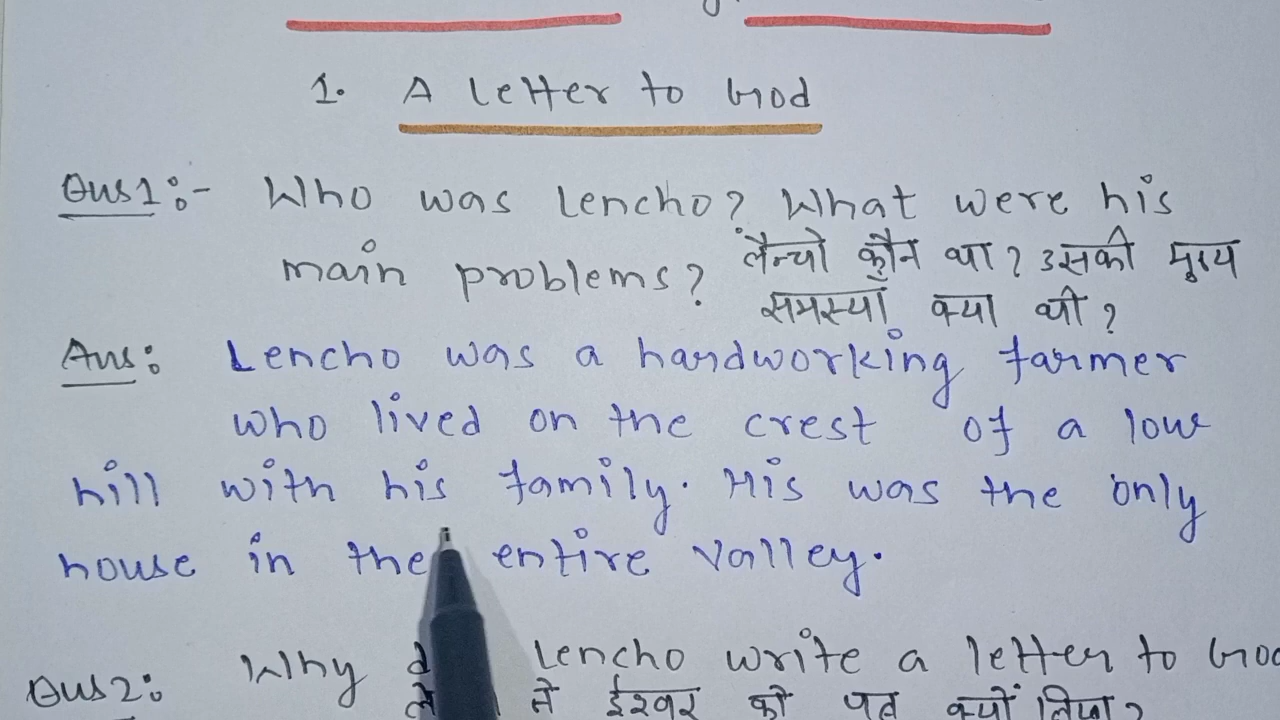 1. A Letter to God
Ques1:- Who was Lencho? What were his
main problems? लैन्चो कौन था? उसकी मुख्य
समस्याएँ क्या थी?
Ans: Lencho was a hardworking farmer
who lived on the crest of a low
hill with his family. His was the only
house in the entire valley.
Ques2: Why Lencho write a letter to God
ने ईश्वर को पत्र क्यों लिखा?